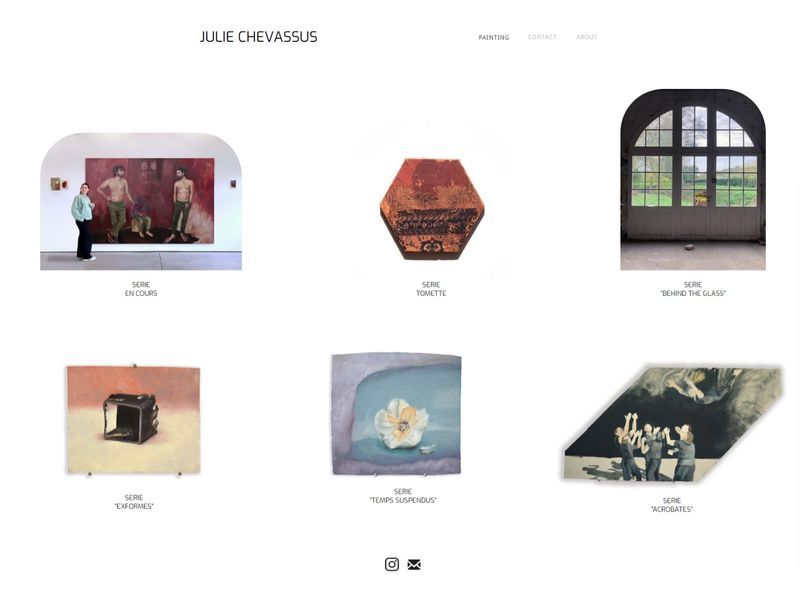 JULIE CHEVASSUS
PAINTING
CONTACT
ABOUT
SERIE
EN COURS
SERIE
TOMETTE
SERIE
"BEHIND THE GLASS"
SERIE
"EXFORMES"
SERIE
"TEMPS SUSPENDUS"
SERIE
"ACROBATES"